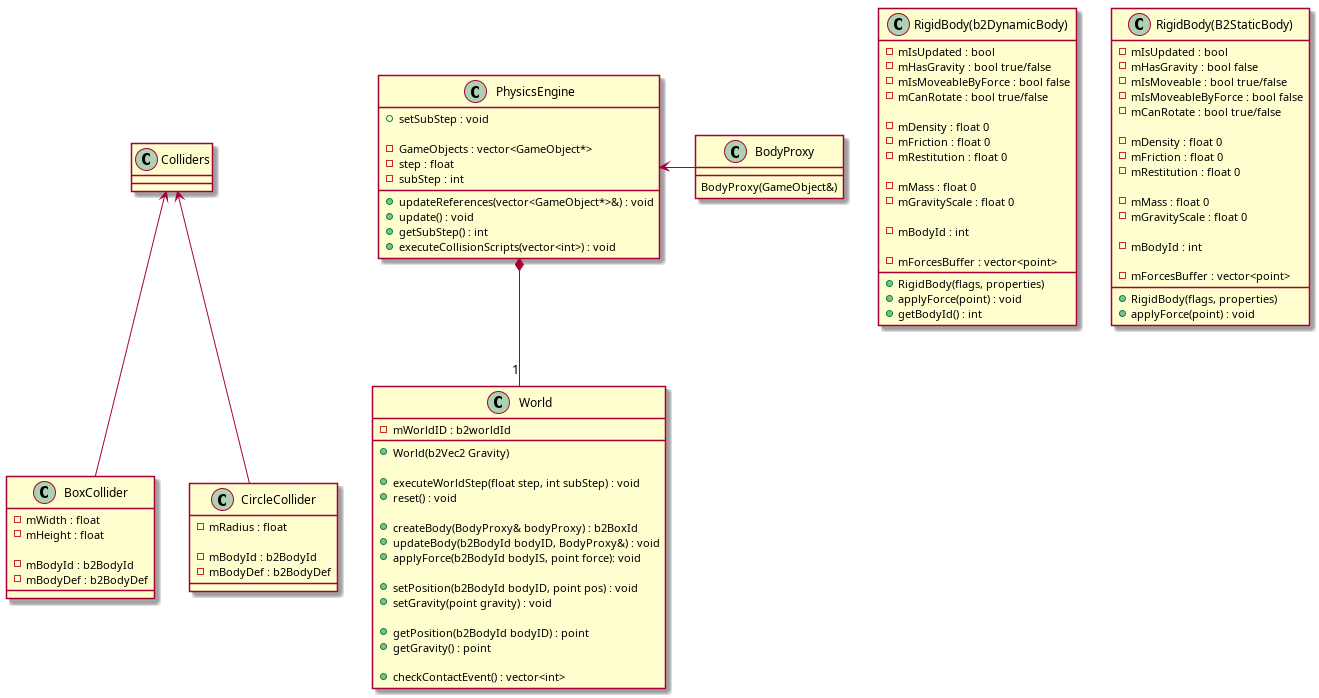 Colliders
BoxCollider
mWidth : float
mHeight : float
mBodyId : b2BodyId
mBodyDef : b2BodyDef
CircleCollider
mRadius : float
mBodyId : b2BodyId
mBodyDef : b2BodyDef
PhysicsEngine
setSubStep : void
GameObjects : vector<GameObject*>
step : float
subStep : int
updateReferences(vector<GameObject*>&) : void
update() : void
getSubStep() : int
executeCollisionScripts(vector<int>) : void
1
World
mWorldID : b2worldId
World(b2Vec2 Gravity)
executeWorldStep(float step, int subStep) : void
reset() : void
createBody(BodyProxy& bodyProxy) : b2BoxId
updateBody(b2BodyId bodyID, BodyProxy&) : void
applyForce(b2BodyId bodyIS, point force): void
setPosition(b2BodyId bodyID, point pos) : void
setGravity(point gravity) : void
getPosition(b2BodyId bodyID) : point
getGravity() : point
checkContactEvent() : vector<int>
BodyProxy
BodyProxy(GameObject&)
RigidBody(b2DynamicBody)
mIsUpdated : bool
mHasGravity : bool true/false
mIsMoveableByForce : bool false
mCanRotate : bool true/false
mDensity : float 0
mFriction : float 0
mRestitution : float 0
mMass : float 0
mGravityScale : float 0
mBodyId : int
mForcesBuffer : vector<point>
RigidBody(flags, properties)
applyForce(point) : void
getBodyId() : int
RigidBody(B2StaticBody)
mIsUpdated : bool
mHasGravity : bool false
mIsMoveable : bool true/false
mIsMoveableByForce : bool false
mCanRotate : bool true/false
mDensity : float 0
mFriction : float 0
mRestitution : float 0
mMass : float 0
mGravityScale : float 0
mBodyId : int
mForcesBuffer : vector<point>
RigidBody(flags, properties)
applyForce(point) : void